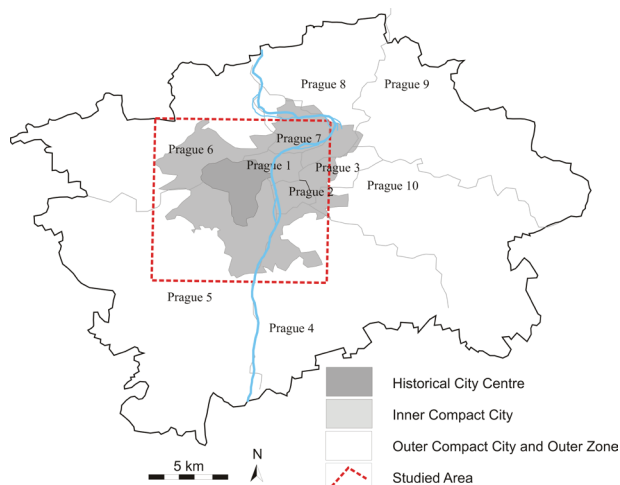 Prague 8
Prague 9
Prague 7
Prague 6
Prague 1
Prague 3
Prague 10
Prague 2
Prague 5
Prague 4
Historical City Centre
Inner Compact City
Outer Compact City and Outer Zone
Studied Area
N
5 km